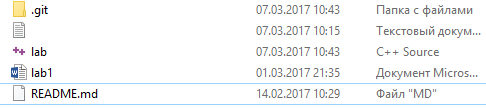 .git 07.03.2017 10:43 Папка с файлами
07.03.2017 10:15 Текстовый докум...
lab 07.03.2017 10:43 C++ Source
lab1 01.03.2017 21:35 Документ Micros...
README.md 14.02.2017 10:29 Файл "MD"